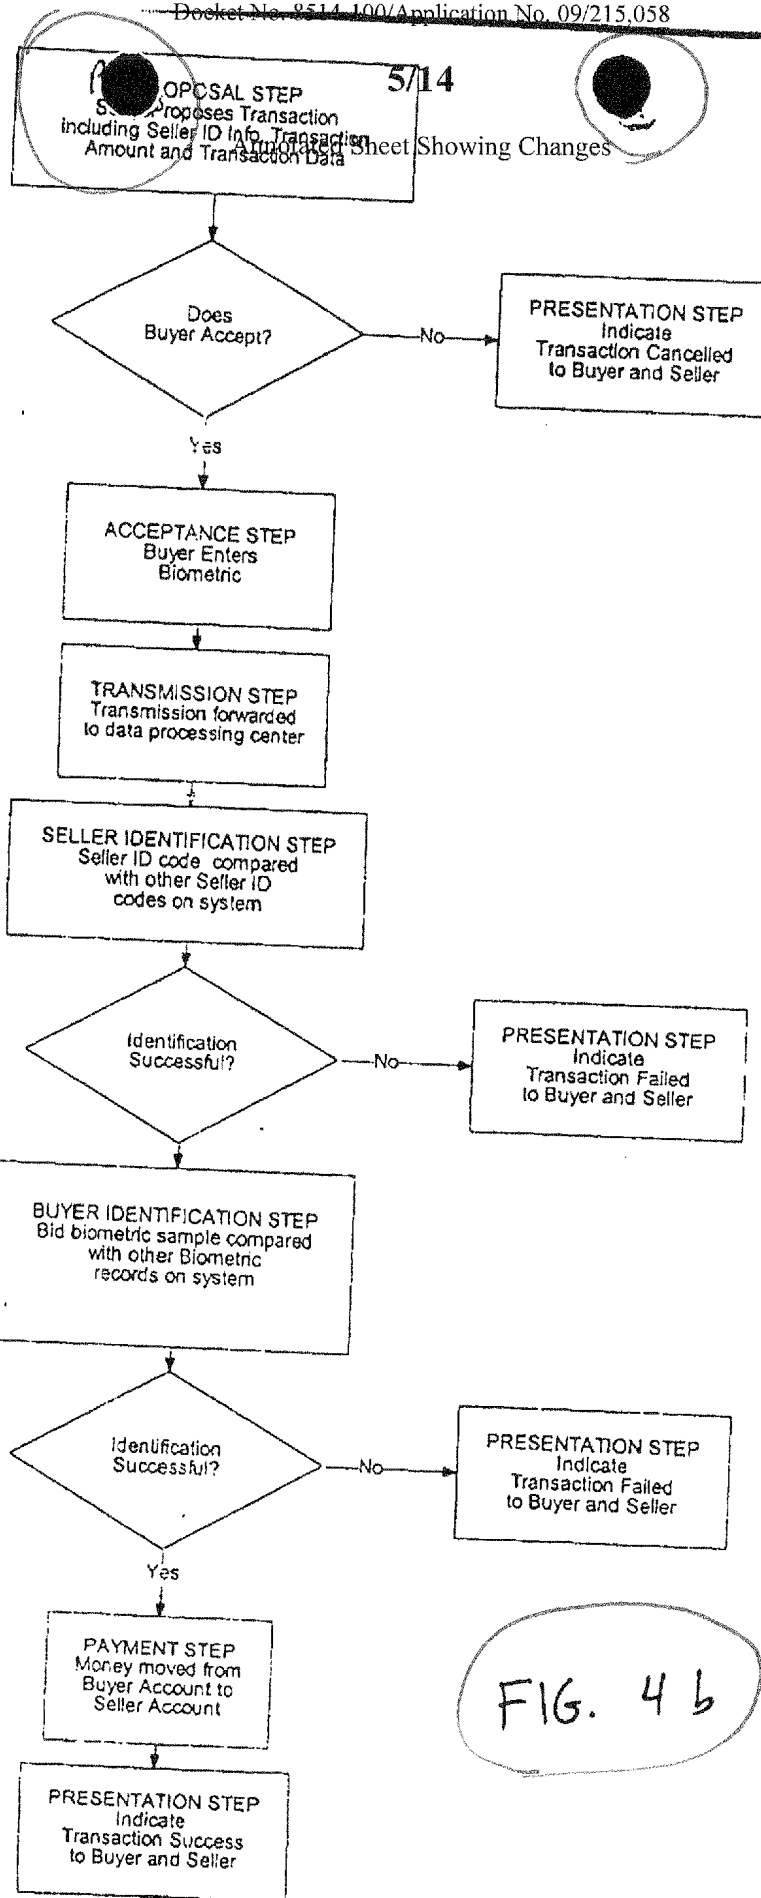 Docket No. 8514-100/Application No. 09/215,058
5/14
Annotated Sheet Showing Changes
OPOSAL STEP
Proposes Transaction
including Seller ID Info, Transaction
Amount and Transaction Data
Does
Buyer Accept?
No
PRESENTATION STEP
Indicate
Transaction Cancelled
to Buyer and Seller
Yes
ACCEPTANCE STEP
Buyer Enters
Biometric
TRANSMISSION STEP
Transmission forwarded
to data processing center
SELLER IDENTIFICATION STEP
Seller ID code compared
with other Seller ID
codes on system
Identification
Successful?
No
PRESENTATION STEP
Indicate
Transaction Failed
to Buyer and Seller
BUYER IDENTIFICATION STEP
Bid biometric sample compared
with other Biometric
records on system
Identification
Successful?
No
PRESENTATION STEP
Indicate
Transaction Failed
to Buyer and Seller
Yes
PAYMENT STEP
Money moved from
Buyer Account to
Seller Account
FIG. 4 b
PRESENTATION STEP
Indicate
Transaction Success
to Buyer and Seller